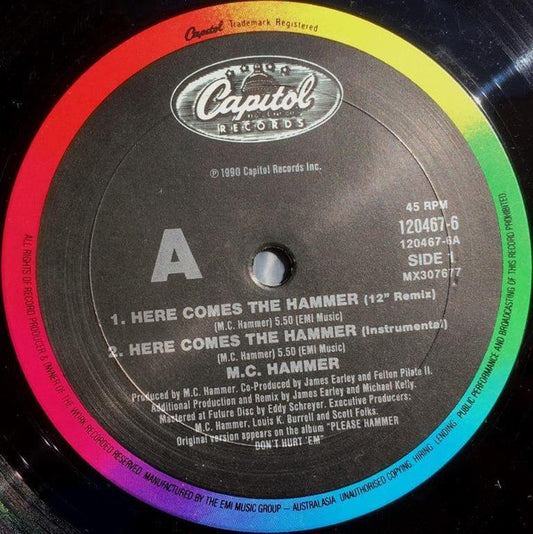 Capitol Trademark Registered
Capitol
RECORDS
℗ 1990 Capitol Records Inc.
45 RPM
120467-6
120467-6A
SIDE 1
MX307677
A
1. HERE COMES THE HAMMER (12" Remix)
(M.C. Hammer) 5.50 (EMI Music)
2. HERE COMES THE HAMMER (Instrumental)
(M.C. Hammer) 5.50 (EMI Music)
M.C. HAMMER
Produced by M.C. Hammer. Co-Produced by James Earley and Felton Pilate II.
Additional Production and Remix by James Earley and Michael Kelly.
Mastered at Future Disc by Eddy Schreyer. Executive Producers:
M.C. Hammer, Louis K. Burrell and Scott Folks.
Original version appears on the album "PLEASE HAMMER
DON'T HURT 'EM"
ALL RIGHTS OF RECORD PRODUCER & OWNER OF THE WORK RECORDED RESERVED. MANUFACTURED BY THE EMI MUSIC GROUP — AUSTRALASIA. UNAUTHORISED COPYING, HIRING, LENDING, PUBLIC PERFORMANCE AND BROADCASTING OF THIS RECORD PROHIBITED.